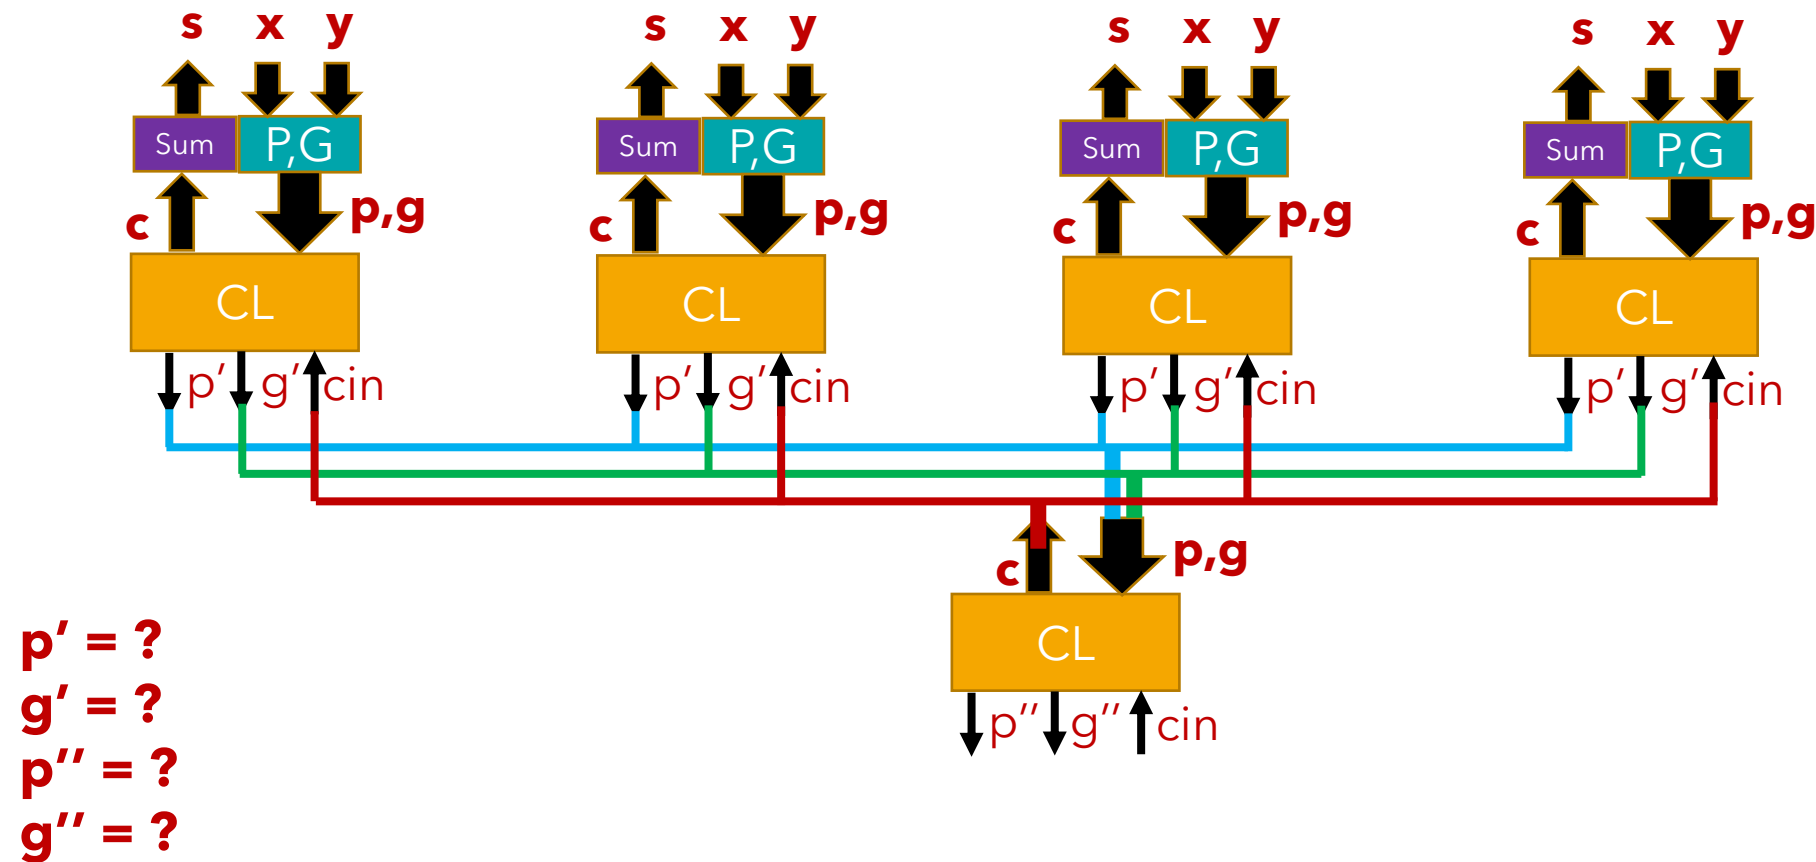 s x y s x y s x y s x y
Sum P,G Sum P,G Sum P,G Sum P,G
c p,g c p,g c p,g c p,g
CL CL CL CL
p′ g′ cin p′ g′ cin p′ g′ cin p′ g′ cin
c p,g
CL
p′′ g′′ cin
p′ = ?
g′ = ?
p′′ = ?
g′′ = ?